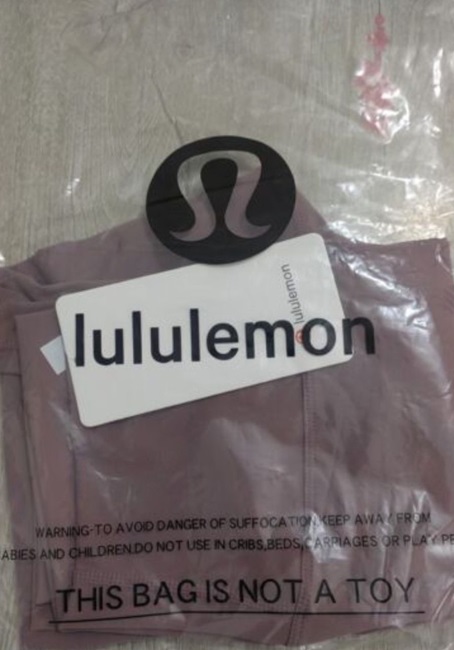 lululemon
lululemon
WARNING-TO AVOID DANGER OF SUFFOCATION,KEEP AWAY FROM
ABIES AND CHILDREN.DO NOT USE IN CRIBS,BEDS,CARRIAGES OR PLAY PE
THIS BAG IS NOT A TOY